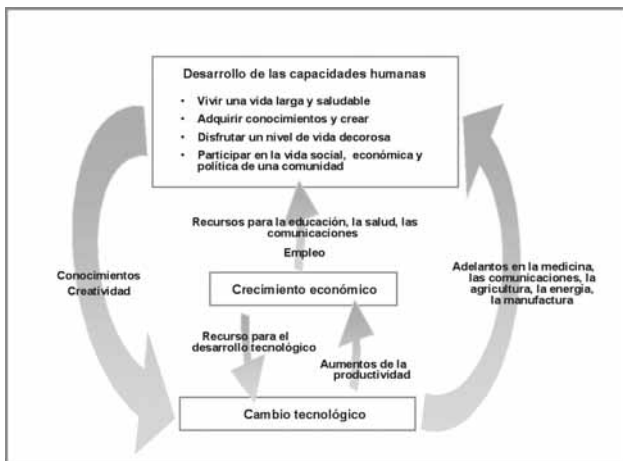 Desarrollo de las capacidades humanas
• Vivir una vida larga y saludable
• Adquirir conocimientos y crear
• Disfrutar un nivel de vida decorosa
• Participar en la vida social, económica y
política de una comunidad
Recursos para la educación, la salud, las
comunicaciones
Empleo
Conocimientos
Creatividad
Adelantos en la medicina,
las comunicaciones, la
agricultura, la energía,
la manufactura
Crecimiento económico
Recurso para el
desarrollo tecnológico
Aumentos de la
productividad
Cambio tecnológico